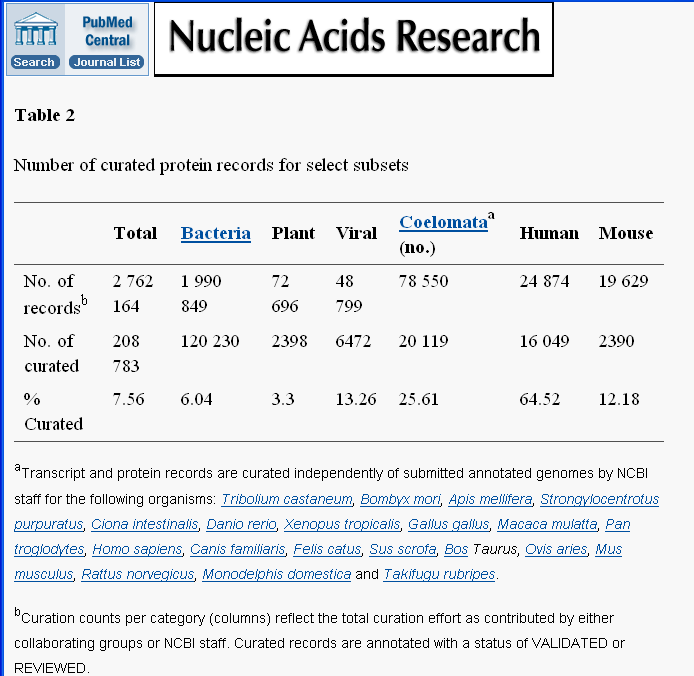 PubMed
Central
Search
Journal List
Nucleic Acids Research
Table 2
Number of curated protein records for select subsets
Total Bacteria Plant Viral Coelomataa (no.) Human Mouse
No. of recordsb 2 762 164 1 990 849 72 696 48 799 78 550 24 874 19 629
No. of curated 208 783 120 230 2398 6472 20 119 16 049 2390
% Curated 7.56 6.04 3.3 13.26 25.61 64.52 12.18
aTranscript and protein records are curated independently of submitted annotated genomes by NCBI
staff for the following organisms: Tribolium castaneum, Bombyx mori, Apis mellifera, Strongylocentrotus
purpuratus, Ciona intestinalis, Danio rerio, Xenopus tropicalis, Gallus gallus, Macaca mulatta, Pan
troglodytes, Homo sapiens, Canis familiaris, Felis catus, Sus scrofa, Bos Taurus, Ovis aries, Mus
musculus, Rattus norvegicus, Monodelphis domestica and Takifugu rubripes.
bCuration counts per category (columns) reflect the total curation effort as contributed by either
collaborating groups or NCBI staff. Curated records are annotated with a status of VALIDATED or
REVIEWED.